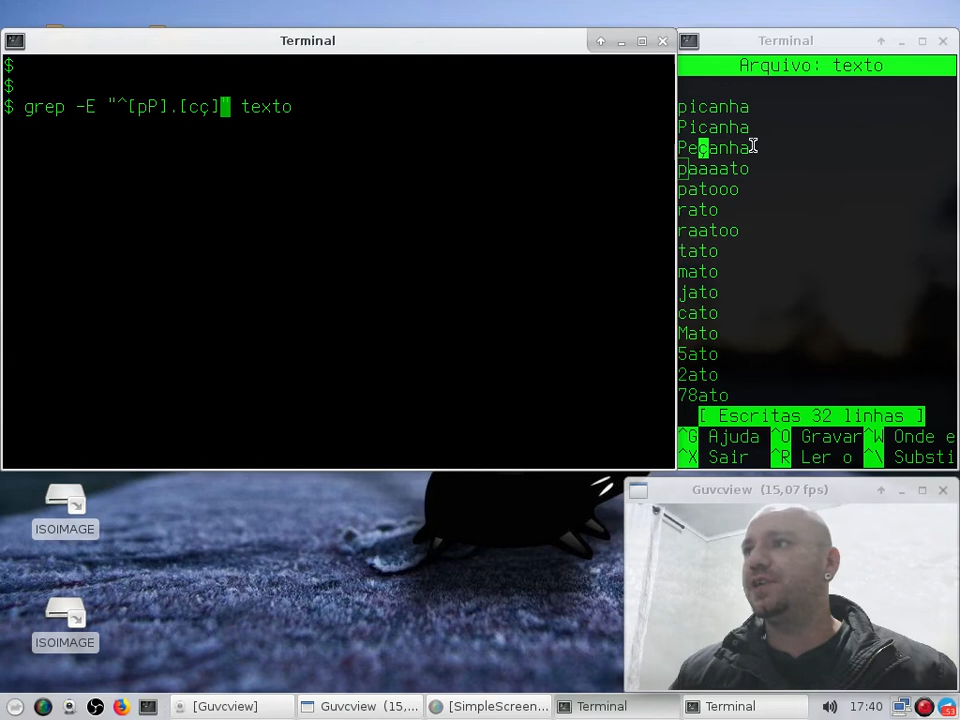 Terminal
$
$
$ grep -E "^[pP].[cç]" texto
Terminal
Arquivo: texto
picanha
Picanha
Peçanha
paaaato
patooo
rato
raatoo
tato
mato
jato
cato
Mato
5ato
2ato
78ato
[ Escritas 32 linhas ]
^G Ajuda ^O Gravar ^W Onde e
^X Sair ^R Ler o ^\ Substi
ISOIMAGE
ISOIMAGE
Guvcview (15,07 fps)
[Guvcview]
Guvcview (15,...
[SimpleScreen...
Terminal
Terminal
17:40